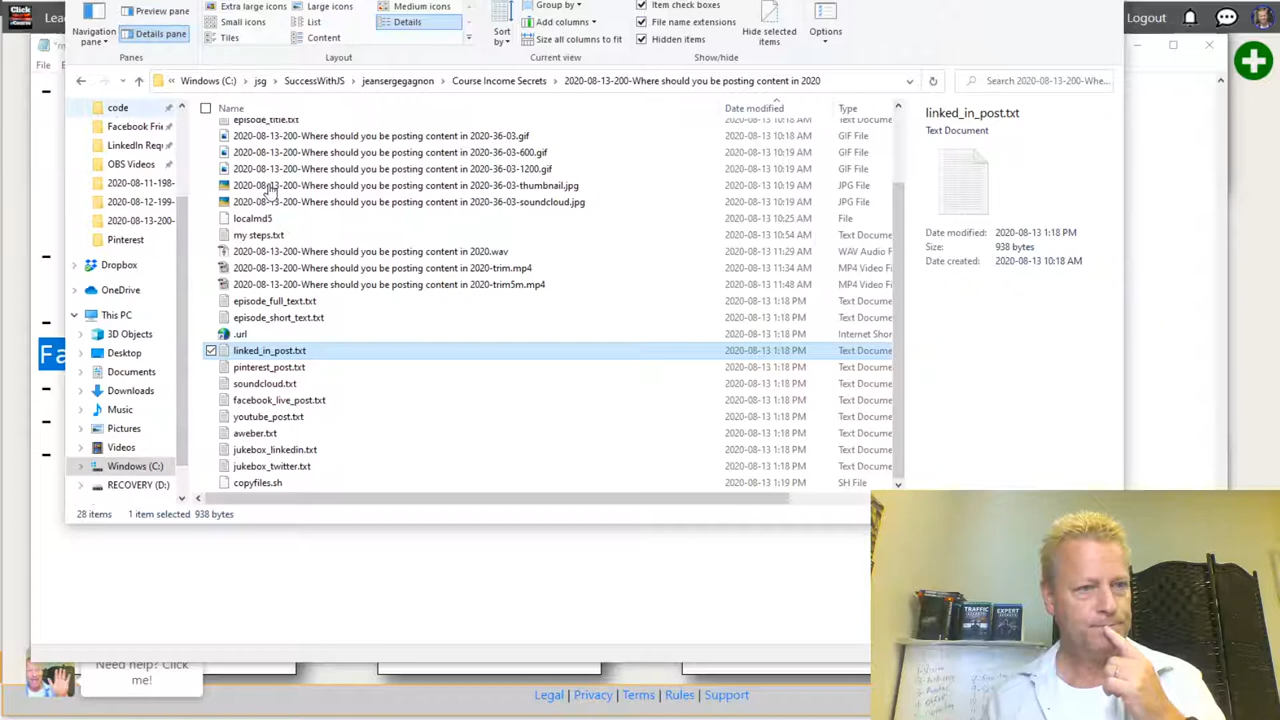 Click
Lea
Logout
File
Navigation
pane
Preview pane
Details pane
Panes
Extra large icons
Large icons
Medium icons
Small icons
List
Details
Tiles
Content
Layout
Sort
by
Group by
Add columns
Size all columns to fit
Current view
Item check boxes
File name extensions
Hidden items
Hide selected
items
Show/hide
Options
« Windows (C:) › jsg › SuccessWithJS › jeansergegagnon › Course Income Secrets › 2020-08-13-200-Where should you be posting content in 2020
Search 2020-08-13-200-Whe...
code
Facebook Frie
LinkedIn Requ
OBS Videos
2020-08-11-198-
2020-08-12-199-
2020-08-13-200-
Pinterest
Dropbox
OneDrive
This PC
3D Objects
Desktop
Documents
Downloads
Music
Pictures
Videos
Windows (C:)
RECOVERY (D:)
Name Date modified Type
episode_title.txt 2020-08-13 10:18 AM Text Docume
2020-08-13-200-Where should you be posting content in 2020-36-03.gif 2020-08-13 10:18 AM GIF File
2020-08-13-200-Where should you be posting content in 2020-36-03-600.gif 2020-08-13 10:19 AM GIF File
2020-08-13-200-Where should you be posting content in 2020-36-03-1200.gif 2020-08-13 10:19 AM GIF File
2020-08-13-200-Where should you be posting content in 2020-36-03-thumbnail.jpg 2020-08-13 10:19 AM JPG File
2020-08-13-200-Where should you be posting content in 2020-36-03-soundcloud.jpg 2020-08-13 10:19 AM JPG File
localmd5 2020-08-13 10:25 AM File
my steps.txt 2020-08-13 10:54 AM Text Docume
2020-08-13-200-Where should you be posting content in 2020.wav 2020-08-13 11:29 AM WAV Audio F
2020-08-13-200-Where should you be posting content in 2020-trim.mp4 2020-08-13 11:34 AM MP4 Video Fi
2020-08-13-200-Where should you be posting content in 2020-trim5m.mp4 2020-08-13 11:48 AM MP4 Video Fi
episode_full_text.txt 2020-08-13 1:18 PM Text Docume
episode_short_text.txt 2020-08-13 1:18 PM Text Docume
.url 2020-08-13 1:18 PM Internet Shor
linked_in_post.txt 2020-08-13 1:18 PM Text Docume
pinterest_post.txt 2020-08-13 1:18 PM Text Docume
soundcloud.txt 2020-08-13 1:18 PM Text Docume
facebook_live_post.txt 2020-08-13 1:18 PM Text Docume
youtube_post.txt 2020-08-13 1:18 PM Text Docume
aweber.txt 2020-08-13 1:18 PM Text Docume
jukebox_linkedin.txt 2020-08-13 1:18 PM Text Docume
jukebox_twitter.txt 2020-08-13 1:18 PM Text Docume
copyfiles.sh 2020-08-13 1:19 PM SH File
linked_in_post.txt
Text Document
Date modified: 2020-08-13 1:18 PM
Size: 938 bytes
Date created: 2020-08-13 10:18 AM
28 items 1 item selected 938 bytes
Fa
Need help? Click
me!
Legal | Privacy | Terms | Rules | Support
TRAFFIC
SECRETS
EXPERT
SECRETS